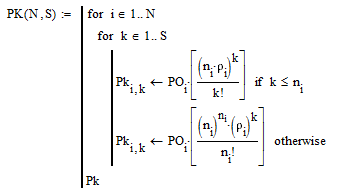 PK(N,S) := for i ∈ 1..N
for k ∈ 1..S
Pk_{i,k} ← PO_i·[(n_i·ρ_i)^k / k!] if k ≤ n_i
Pk_{i,k} ← PO_i·[(n_i)^{n_i}·(ρ_i)^k / n_i!] otherwise
Pk